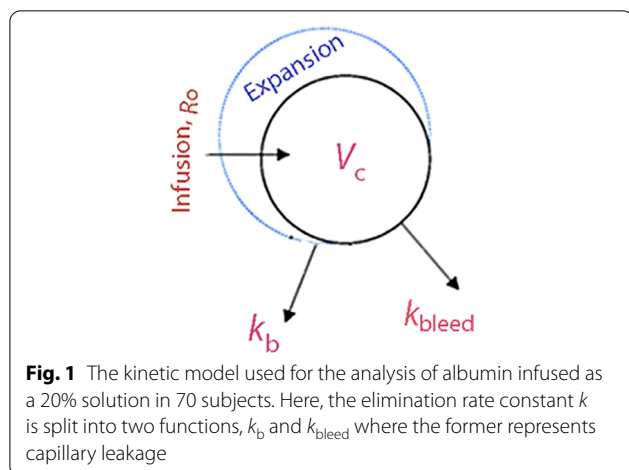 Expansion
Infusion, Ro
Vc
kb
kbleed
Fig. 1 The kinetic model used for the analysis of albumin infused as
a 20% solution in 70 subjects. Here, the elimination rate constant k
is split into two functions, kb and kbleed where the former represents
capillary leakage